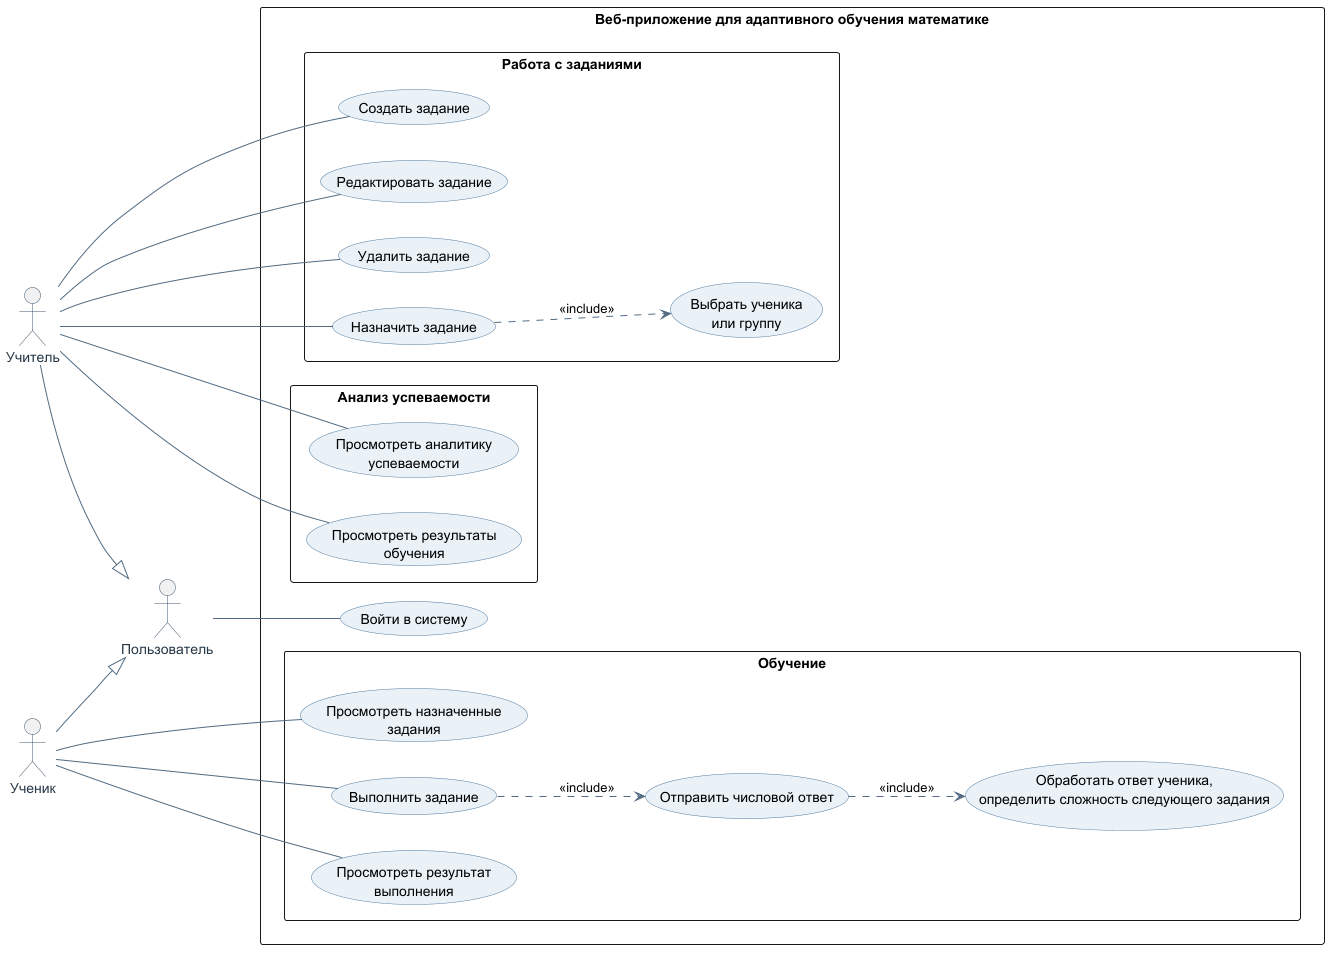 Веб-приложение для адаптивного обучения математике
Работа с заданиями
Создать задание
Редактировать задание
Удалить задание
Назначить задание
«include»
Выбрать ученика
или группу
Учитель
Анализ успеваемости
Просмотреть аналитику
успеваемости
Просмотреть результаты
обучения
Пользователь
Войти в систему
Обучение
Просмотреть назначенные
задания
Ученик
Выполнить задание
«include»
Отправить числовой ответ
«include»
Обработать ответ ученика,
определить сложность следующего задания
Просмотреть результат
выполнения